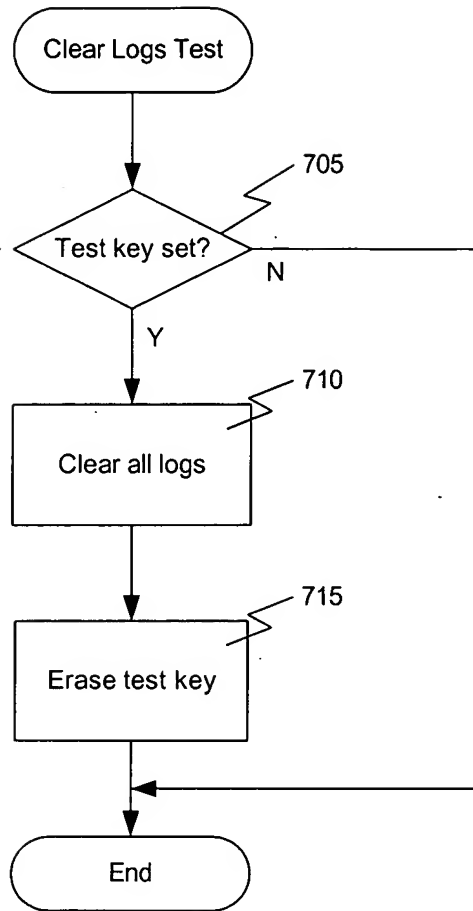 Clear Logs Test
705
Test key set?
N
Y
710
Clear all logs
715
Erase test key
End